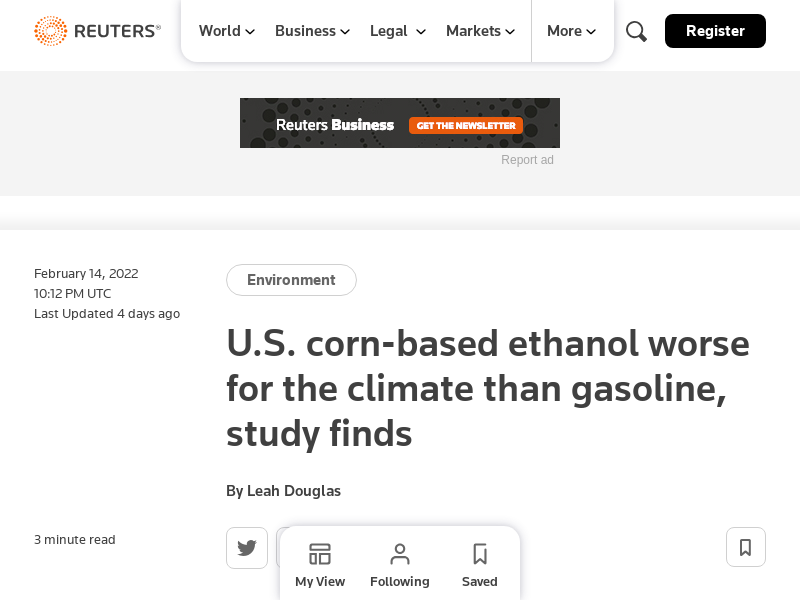 REUTERS®
World
Business
Legal
Markets
More
Register
Reuters Business
GET THE NEWSLETTER
Report ad
February 14, 2022
10:12 PM UTC
Last Updated 4 days ago
Environment
U.S. corn-based ethanol worse
for the climate than gasoline,
study finds
By Leah Douglas
3 minute read
My View
Following
Saved